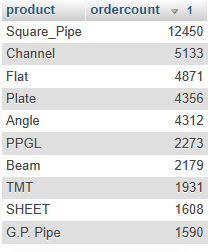 product ordercount 1
Square_Pipe 12450
Channel 5133
Flat 4871
Plate 4356
Angle 4312
PPGL 2273
Beam 2179
TMT 1931
SHEET 1608
G.P. Pipe 1590